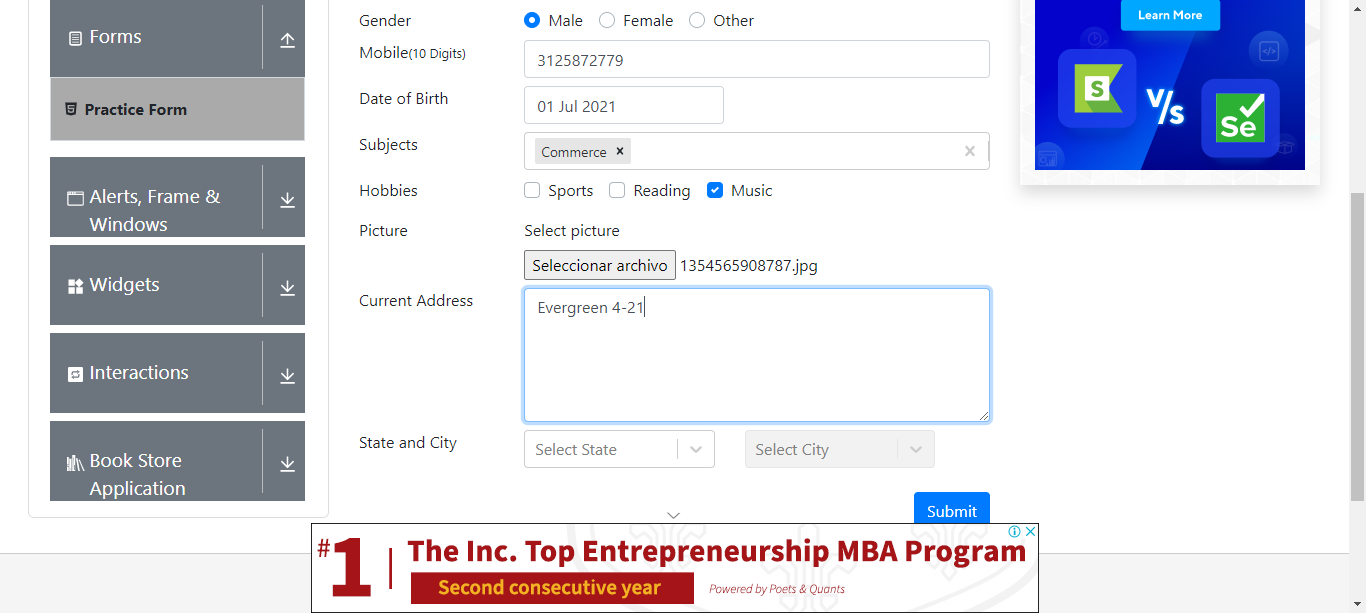 Forms
Practice Form
Alerts, Frame &
Windows
Widgets
Interactions
Book Store
Application
Gender
Male Female Other
Mobile(10 Digits)
3125872779
Date of Birth
01 Jul 2021
Subjects
Commerce × ×
Hobbies
Sports Reading Music
Picture
Select picture
Seleccionar archivo 1354565908787.jpg
Current Address
Evergreen 4-21
State and City
Select State
Select City
Submit
Learn More
S
V/s
Se
#1
The Inc. Top Entrepreneurship MBA Program
Second consecutive year
Powered by Poets & Quants